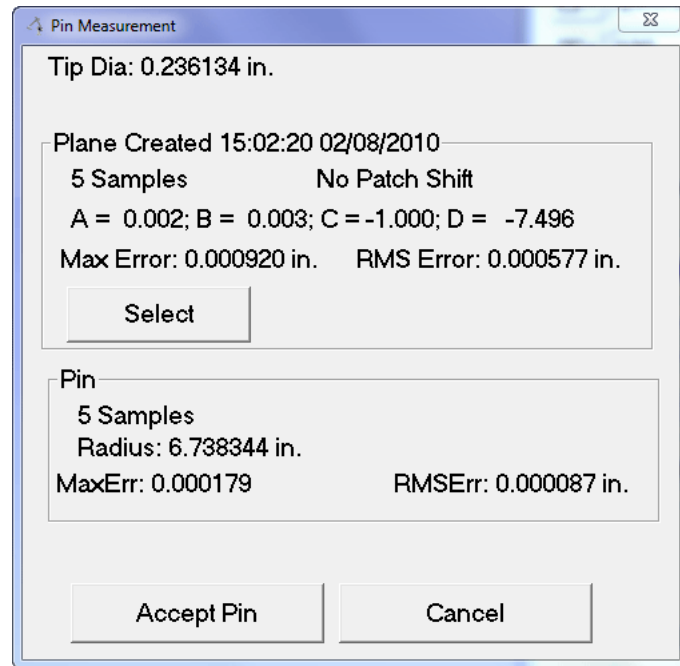 Pin Measurement
Tip Dia: 0.236134 in.
Plane Created 15:02:20 02/08/2010
5 Samples No Patch Shift
A = 0.002; B = 0.003; C = -1.000; D = -7.496
Max Error: 0.000920 in. RMS Error: 0.000577 in.
Select
Pin
5 Samples
Radius: 6.738344 in.
MaxErr: 0.000179 RMSErr: 0.000087 in.
Accept Pin Cancel